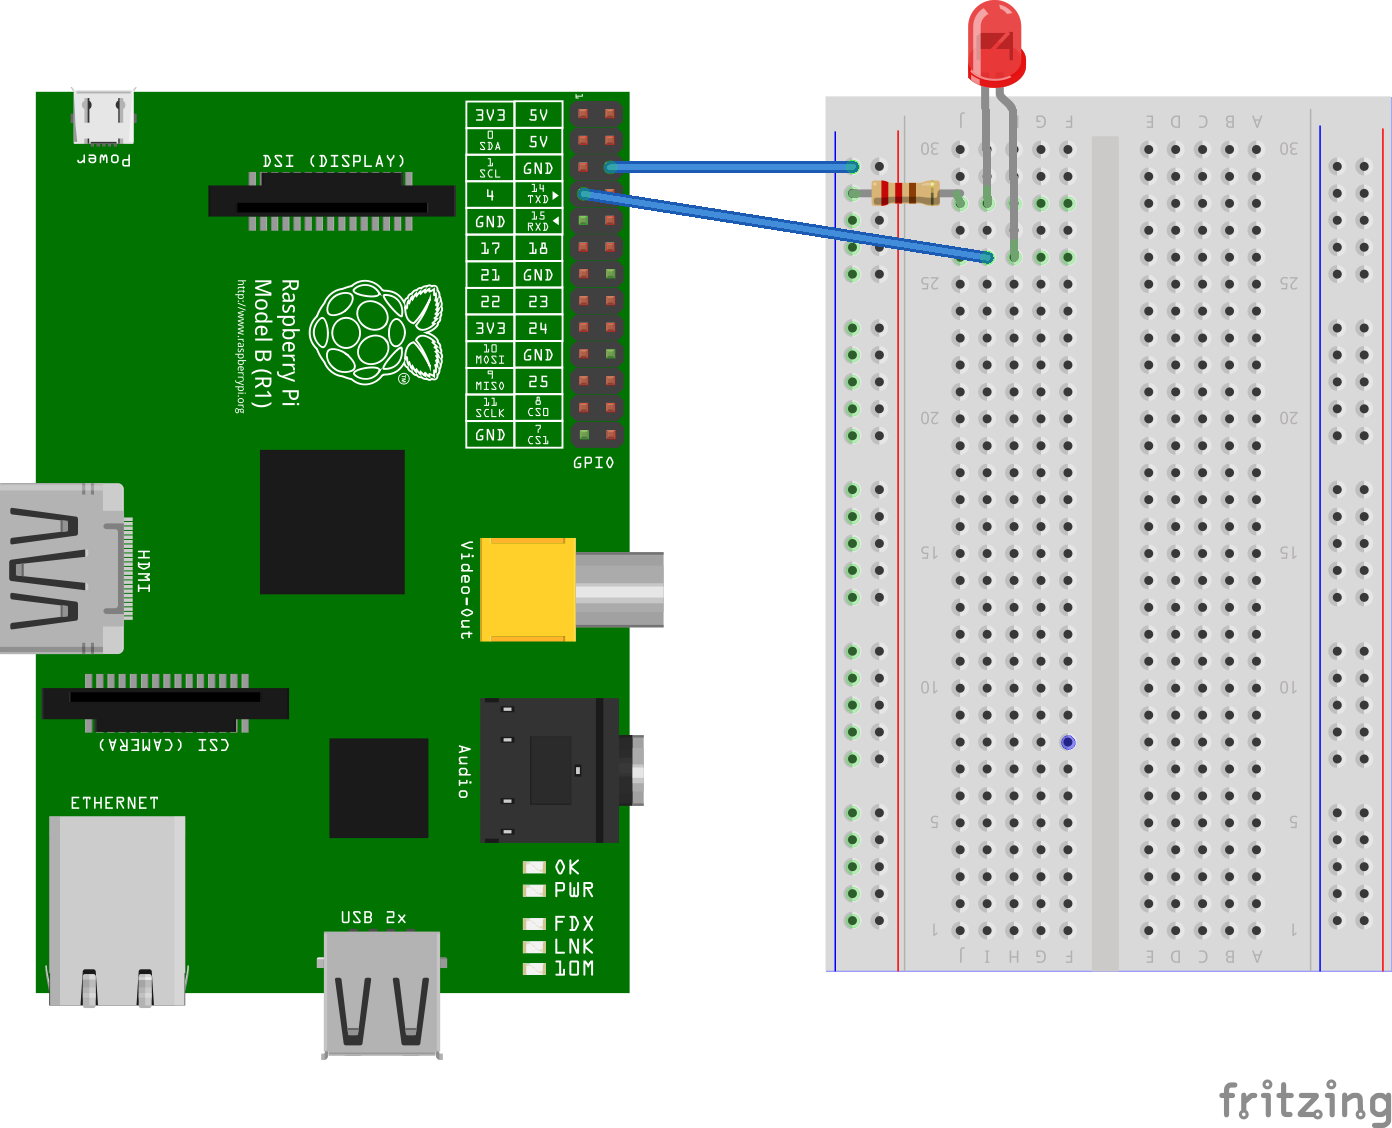 Power
DSI (DISPLAY)
1
3V3 5V
0 SDA 5V
1 SCL GND
4 14 TXD
GND 15 RXD
17 18
21 GND
22 23
3V3 24
10 MOSI GND
9 MISO 25
11 SCLK 8 CS0
GND 7 CS1
GPIO
Raspberry Pi
Model B (R1)
http://www.raspberrypi.org
TM
HDMI
Video-Out
CSI (CAMERA)
Audio
ETHERNET
OK
PWR
FDX
LNK
10M
USB 2x
J I H G F E D C B A
30 30
25 25
20 20
15 15
10 10
5 5
1 1
J I H G F E D C B A
fritzing